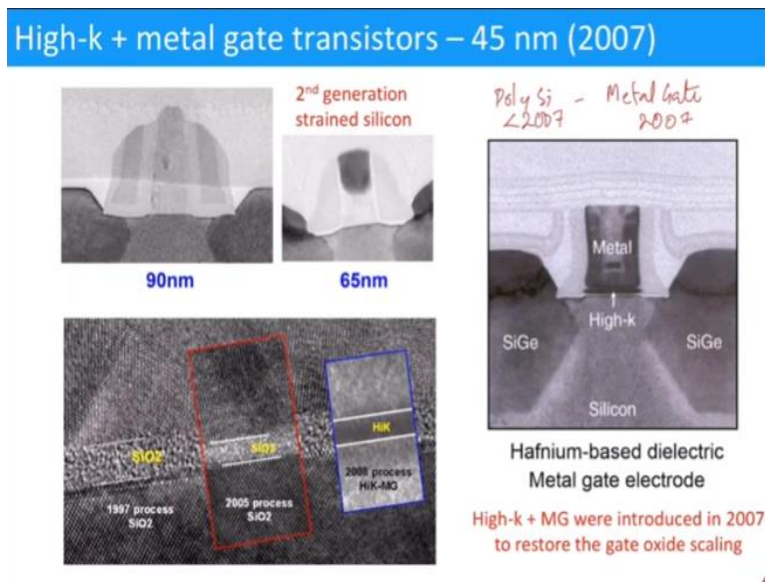 High-k + metal gate transistors – 45 nm (2007)
2nd generation
strained silicon
Poly Si - Metal Gate
<2007 2007
90nm
65nm
Metal
High-k
SiGe
SiGe
Silicon
SiO2
SiO2
HiK
1997 process
SiO2
2005 process
SiO2
2008 process
HiK-MG
Hafnium-based dielectric
Metal gate electrode
High-k + MG were introduced in 2007
to restore the gate oxide scaling